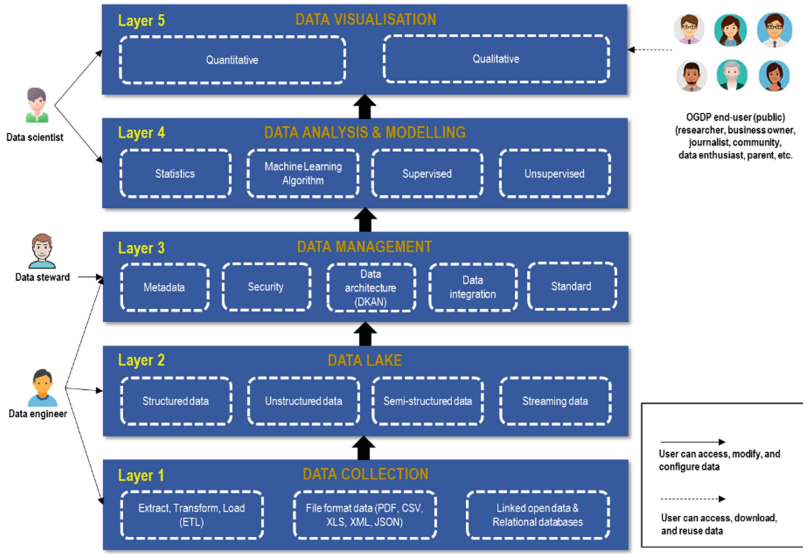 Layer 5
DATA VISUALISATION
Quantitative
Qualitative
Data scientist
OGDP end-user (public)
(researcher, business owner,
journalist, community,
data enthusiast, parent, etc.
Layer 4
DATA ANALYSIS & MODELLING
Statistics
Machine Learning
Algorithm
Supervised
Unsupervised
Layer 3
DATA MANAGEMENT
Data steward
Metadata
Security
Data
architecture
(DKAN)
Data
integration
Standard
Layer 2
DATA LAKE
Structured data
Unstructured data
Semi-structured data
Streaming data
Data engineer
Layer 1
DATA COLLECTION
Extract, Transform, Load
(ETL)
File format data (PDF, CSV,
XLS, XML, JSON)
Linked open data &
Relational databases
User can access, modify, and
configure data
User can access, download,
and reuse data